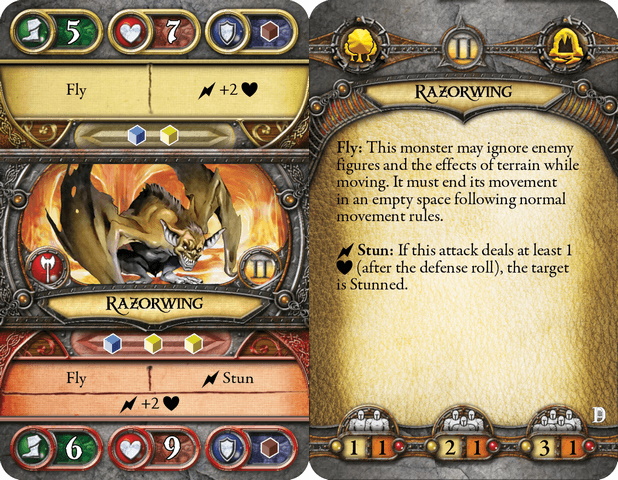 5 7
Fly +2
RAZORWING
II
Fly Stun
+2
6 9
II
RAZORWING
Fly: This monster may ignore enemy
figures and the effects of terrain while
moving. It must end its movement
in an empty space following normal
movement rules.
Stun: If this attack deals at least 1
(after the defense roll), the target
is Stunned.
D
1 1 2 1 3 1